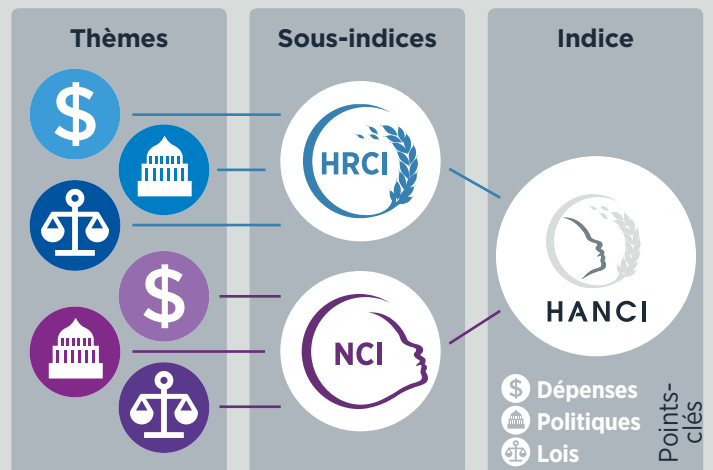 Thèmes
Sous-indices
Indice
$
HRCI
HANCI
$
NCI
$ Dépenses
Politiques
Lois
Points-
clés